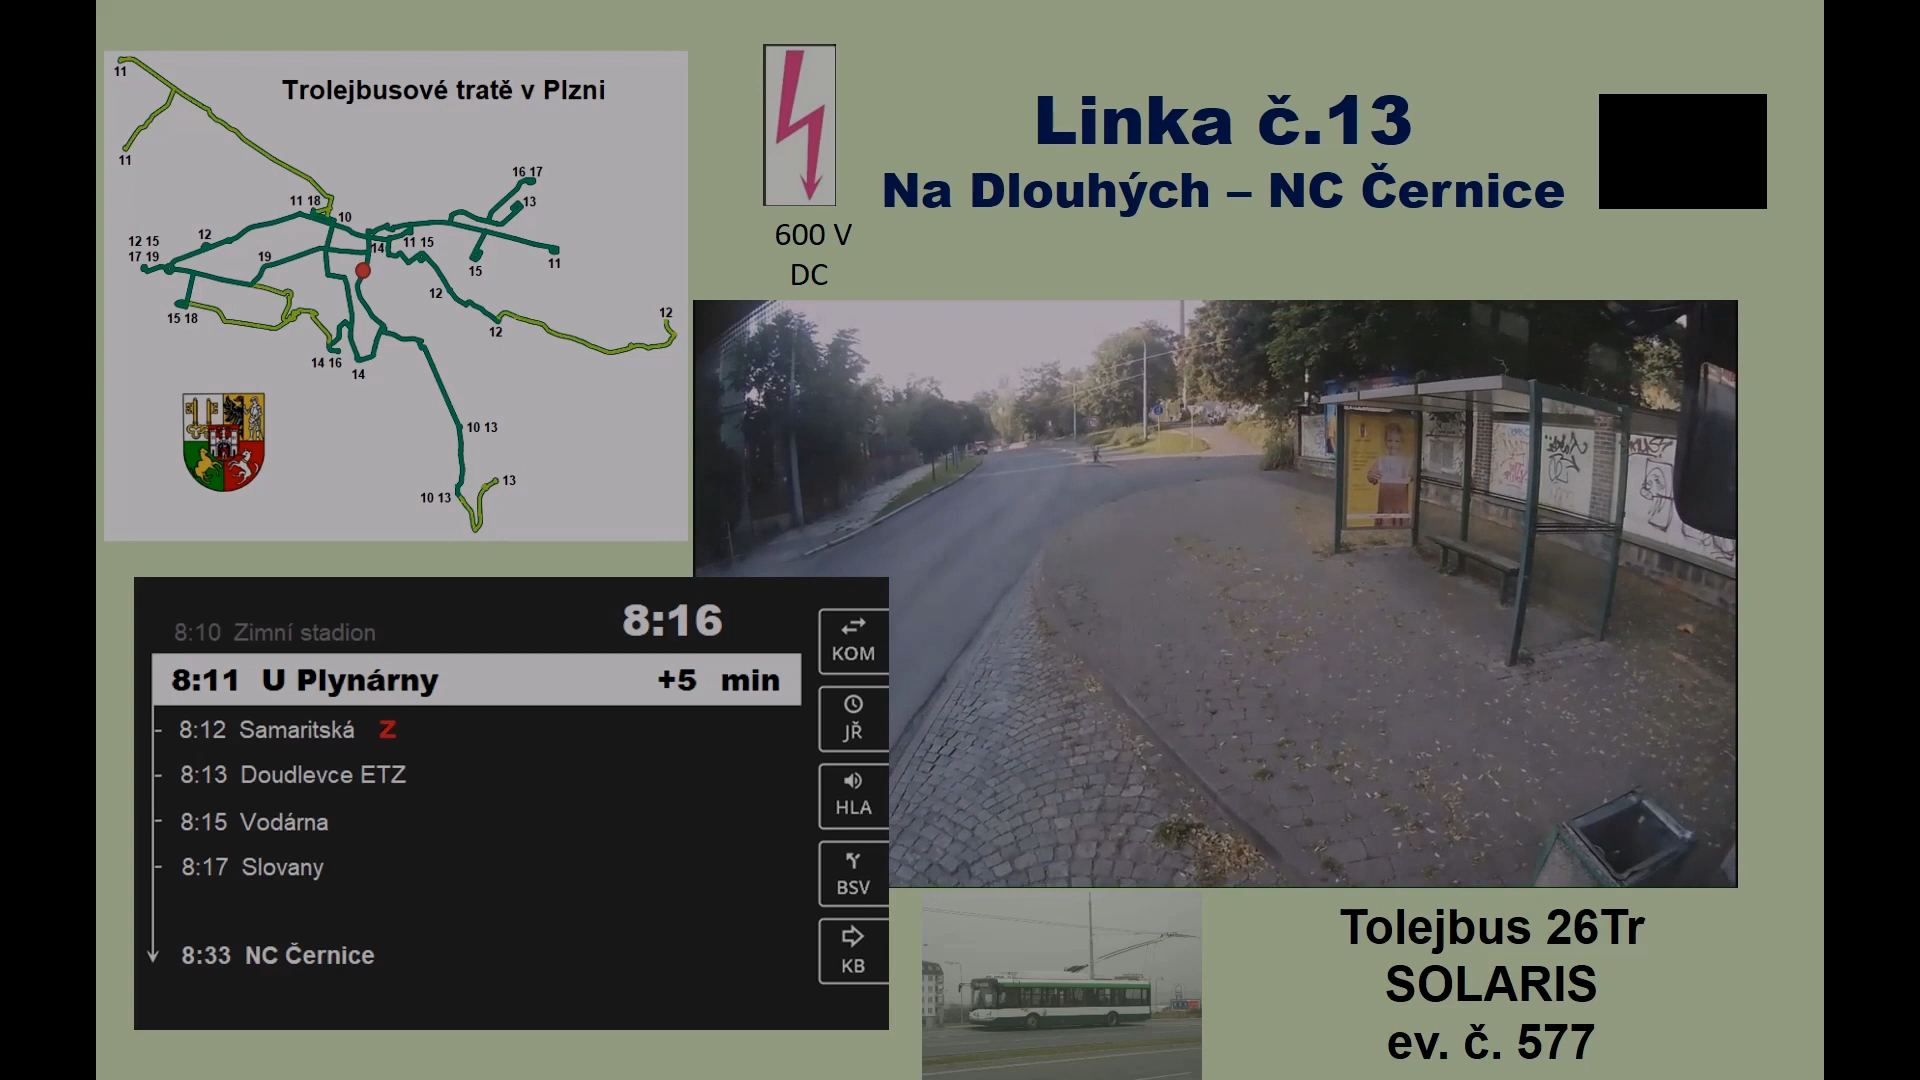 Trolejbusové tratě v Plzni
11
11
11 18
10
16 17
13
12
12 15
17 19
19
14
11 15
15
11
12
12
12
15 18
14 16
14
10 13
10 13
13
600 V
DC
Linka č.13
Na Dlouhých – NC Černice
8:16
8:10 Zimní stadion
8:11 U Plynárny +5 min
8:12 Samaritská Z
8:13 Doudlevce ETZ
8:15 Vodárna
8:17 Slovany
8:33 NC Černice
KOM
JŘ
HLA
BSV
KB
Tolejbus 26Tr
SOLARIS
ev. č. 577